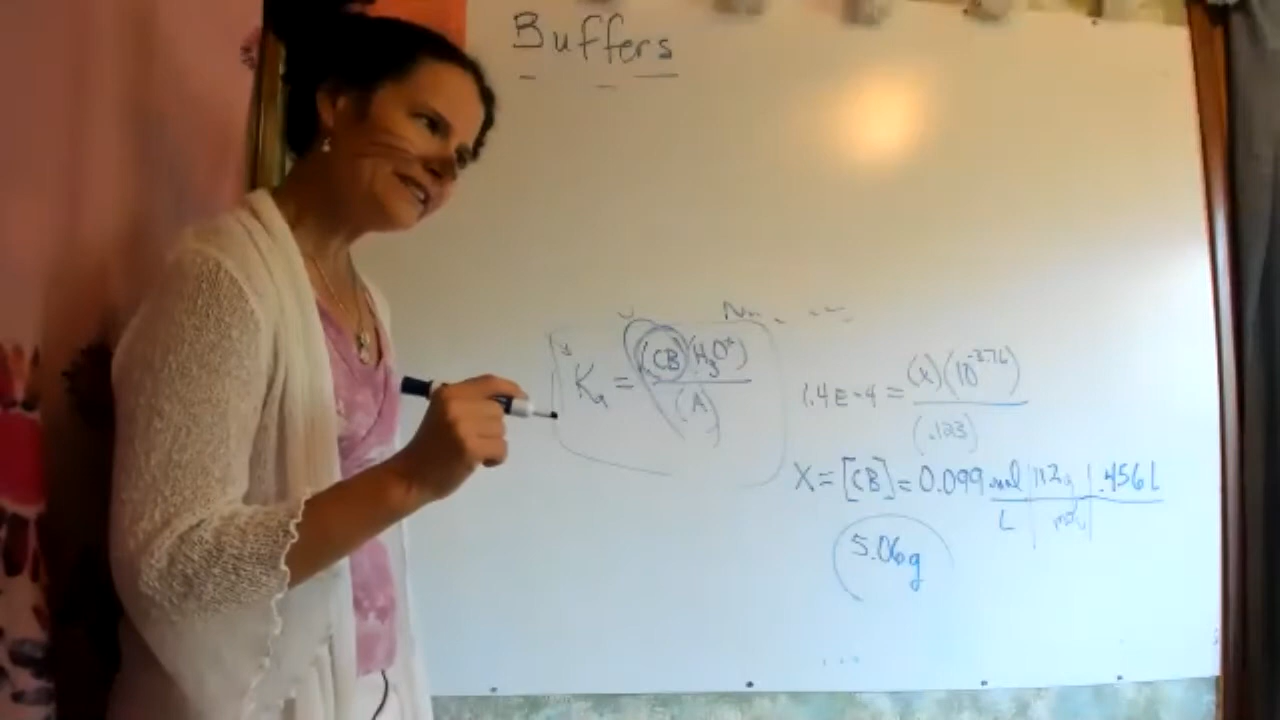 Buffers
Ka = (CB)(H3O+) / (A)
1.4E-4 = (x)(10^-3.76) / (.123)
X = [CB] = 0.099 mol / L | 112g / mol | .456 L
5.06g